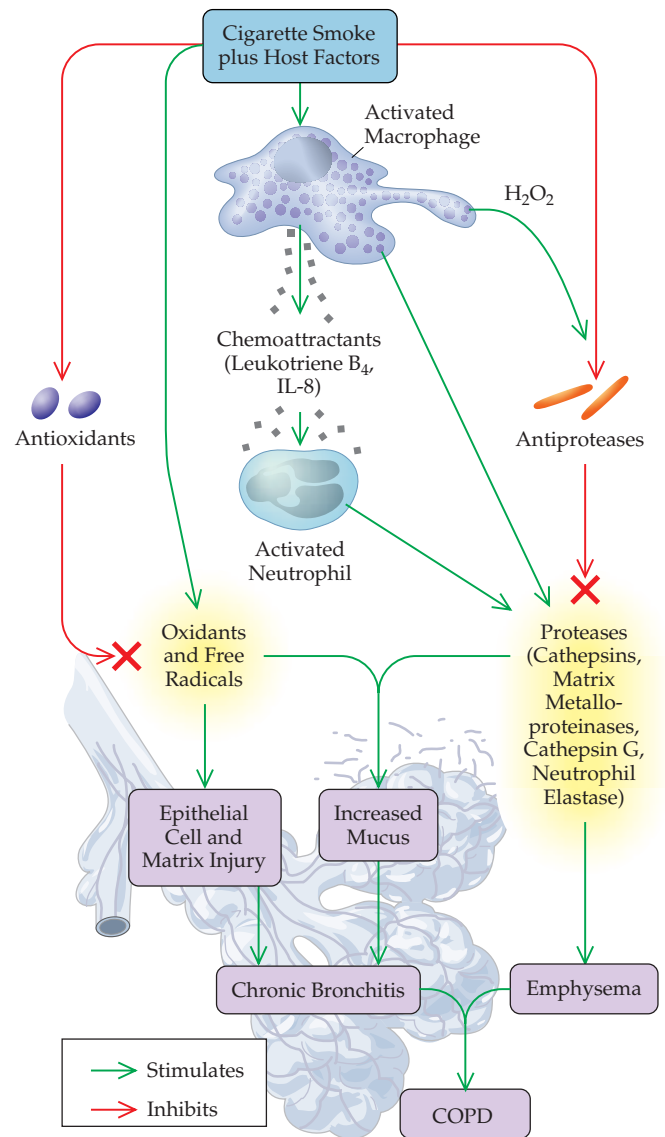 Cigarette Smoke
plus Host Factors
Activated
Macrophage
H₂O₂
Chemoattractants
(Leukotriene B₄,
IL-8)
Antioxidants
Antiproteases
Activated
Neutrophil
Oxidants
and Free
Radicals
Proteases
(Cathepsins,
Matrix
Metallo-
proteinases,
Cathepsin G,
Neutrophil
Elastase)
Epithelial
Cell and
Matrix Injury
Increased
Mucus
Chronic Bronchitis
Emphysema
Stimulates
Inhibits
COPD